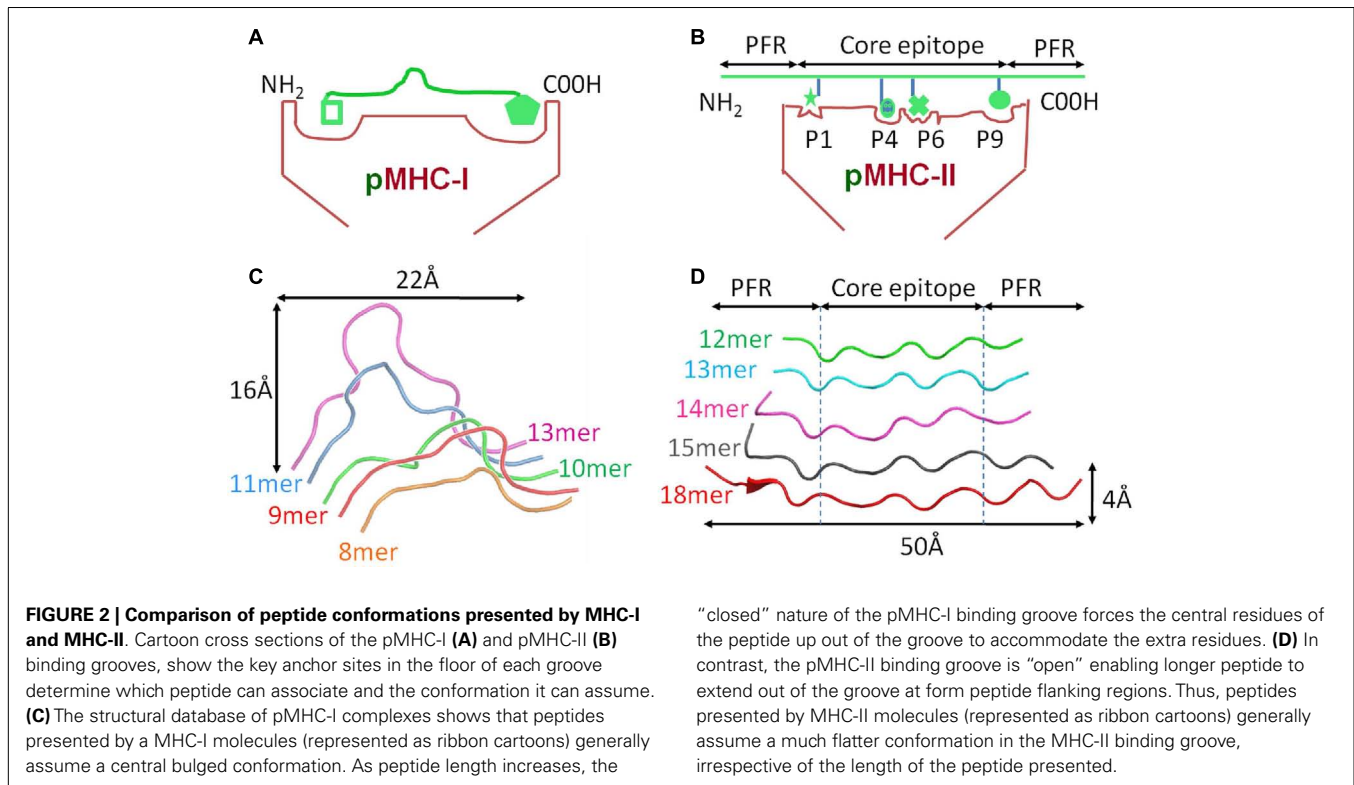 A
NH2
COOH
pMHC-I
B
PFR
Core epitope
PFR
NH2
COOH
P1
P4
P6
P9
pMHC-II
C
22Å
16Å
13mer
10mer
11mer
9mer
8mer
D
PFR
Core epitope
PFR
12mer
13mer
14mer
15mer
18mer
4Å
50Å
FIGURE 2 | Comparison of peptide conformations presented by MHC-I
and MHC-II. Cartoon cross sections of the pMHC-I (A) and pMHC-II (B)
binding grooves, show the key anchor sites in the floor of each groove
determine which peptide can associate and the conformation it can assume.
(C) The structural database of pMHC-I complexes shows that peptides
presented by a MHC-I molecules (represented as ribbon cartoons) generally
assume a central bulged conformation. As peptide length increases, the
“closed” nature of the pMHC-I binding groove forces the central residues of
the peptide up out of the groove to accommodate the extra residues. (D) In
contrast, the pMHC-II binding groove is “open” enabling longer peptide to
extend out of the groove at form peptide flanking regions. Thus, peptides
presented by MHC-II molecules (represented as ribbon cartoons) generally
assume a much flatter conformation in the MHC-II binding groove,
irrespective of the length of the peptide presented.